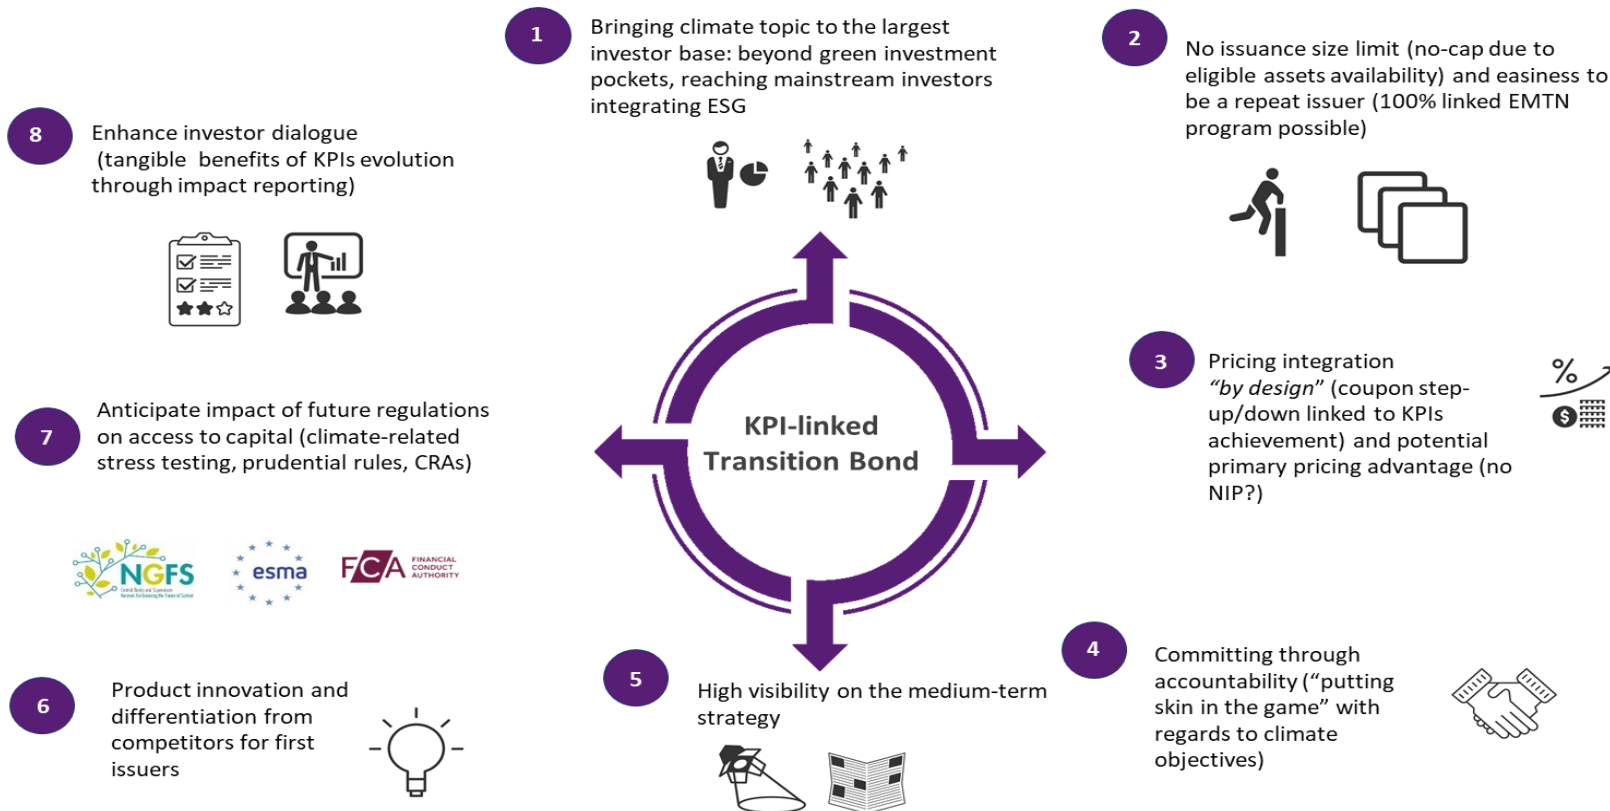 1
Bringing climate topic to the largest
investor base: beyond green investment
pockets, reaching mainstream investors
integrating ESG
2
No issuance size limit (no-cap due to
eligible assets availability) and easiness to
be a repeat issuer (100% linked EMTN
program possible)
8
Enhance investor dialogue
(tangible benefits of KPIs evolution
through impact reporting)
3
Pricing integration
“by design” (coupon step-
up/down linked to KPIs
achievement) and potential
primary pricing advantage (no
NIP?)
%
$
KPI-linked
Transition Bond
7
Anticipate impact of future regulations
on access to capital (climate-related
stress testing, prudential rules, CRAs)
NGFS
esma
FCA
FINANCIAL
CONDUCT
AUTHORITY
4
Committing through
accountability (“putting
skin in the game” with
regards to climate
objectives)
5
High visibility on the medium-term
strategy
6
Product innovation and
differentiation from
competitors for first
issuers